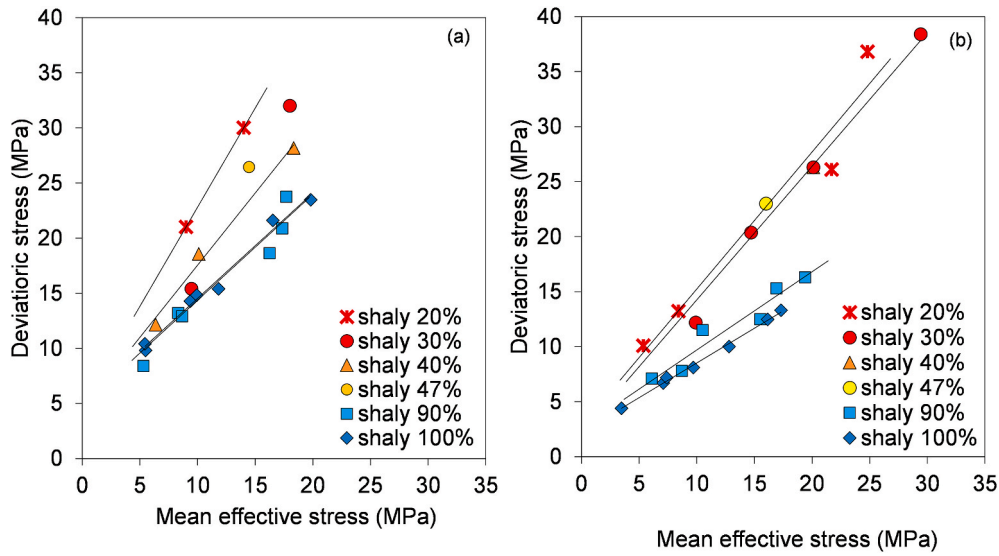 40
35
30
25
20
15
10
5
0
0 5 10 15 20 25 30 35
Deviatioric stress (MPa)
Mean effective stress (MPa)
(a)
shaly 20%
shaly 30%
shaly 40%
shaly 47%
shaly 90%
shaly 100%
40
35
30
25
20
15
10
5
0
0 5 10 15 20 25 30 35
Deviatoric stress (MPa)
Mean effective stress (MPa)
(b)
shaly 20%
shaly 30%
shaly 40%
shaly 47%
shaly 90%
shaly 100%